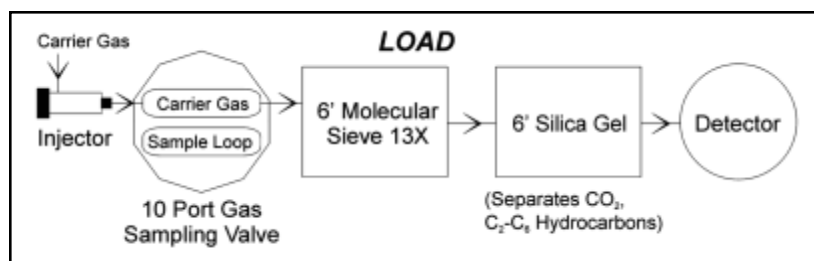 LOAD
Carrier Gas
Injector
Carrier Gas
Sample Loop
10 Port Gas
Sampling Valve
6' Molecular
Sieve 13X
6' Silica Gel
(Separates CO₂,
C₂-C₆ Hydrocarbons)
Detector